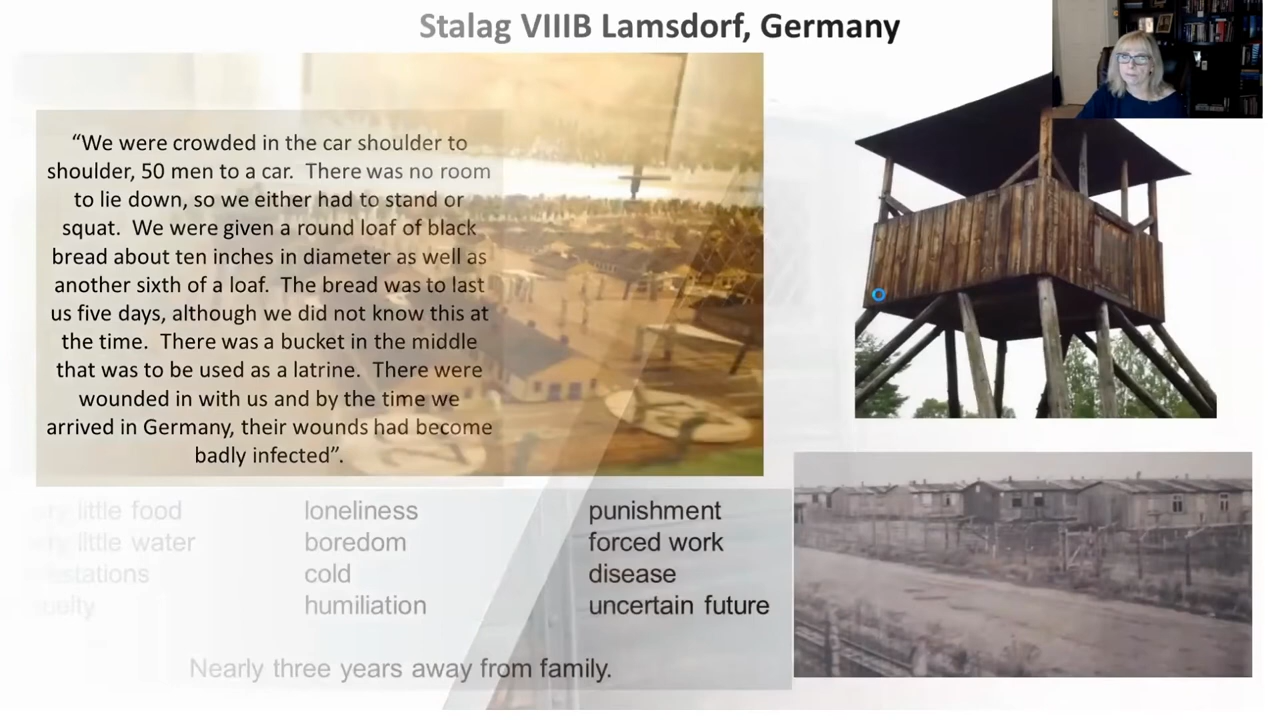 Stalag VIIIB Lamsdorf, Germany
“We were crowded in the car shoulder to
shoulder, 50 men to a car. There was no room
to lie down, so we either had to stand or
squat. We were given a round loaf of black
bread about ten inches in diameter as well as
another sixth of a loaf. The bread was to last
us five days, although we did not know this at
the time. There was a bucket in the middle
that was to be used as a latrine. There were
wounded in with us and by the time we
arrived in Germany, their wounds had become
badly infected”.
little food
little water
loneliness
boredom
cold
humiliation
punishment
forced work
disease
uncertain future
Nearly three years away from family.